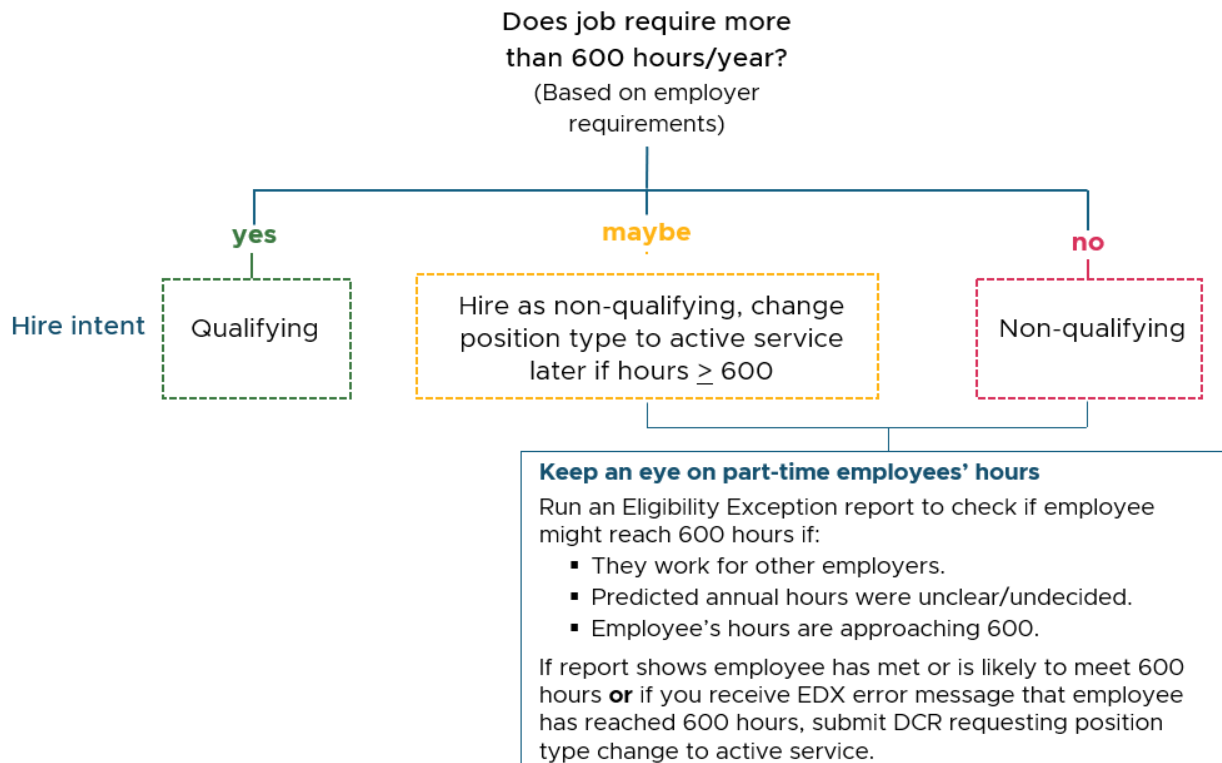 Does job require more
than 600 hours/year?
(Based on employer
requirements)
yes
maybe
no
Hire intent
Qualifying
Hire as non-qualifying, change
position type to active service
later if hours ≥ 600
Non-qualifying
Keep an eye on part-time employees’ hours
Run an Eligibility Exception report to check if employee
might reach 600 hours if:
▪ They work for other employers.
▪ Predicted annual hours were unclear/undecided.
▪ Employee’s hours are approaching 600.
If report shows employee has met or is likely to meet 600
hours or if you receive EDX error message that employee
has reached 600 hours, submit DCR requesting position
type change to active service.